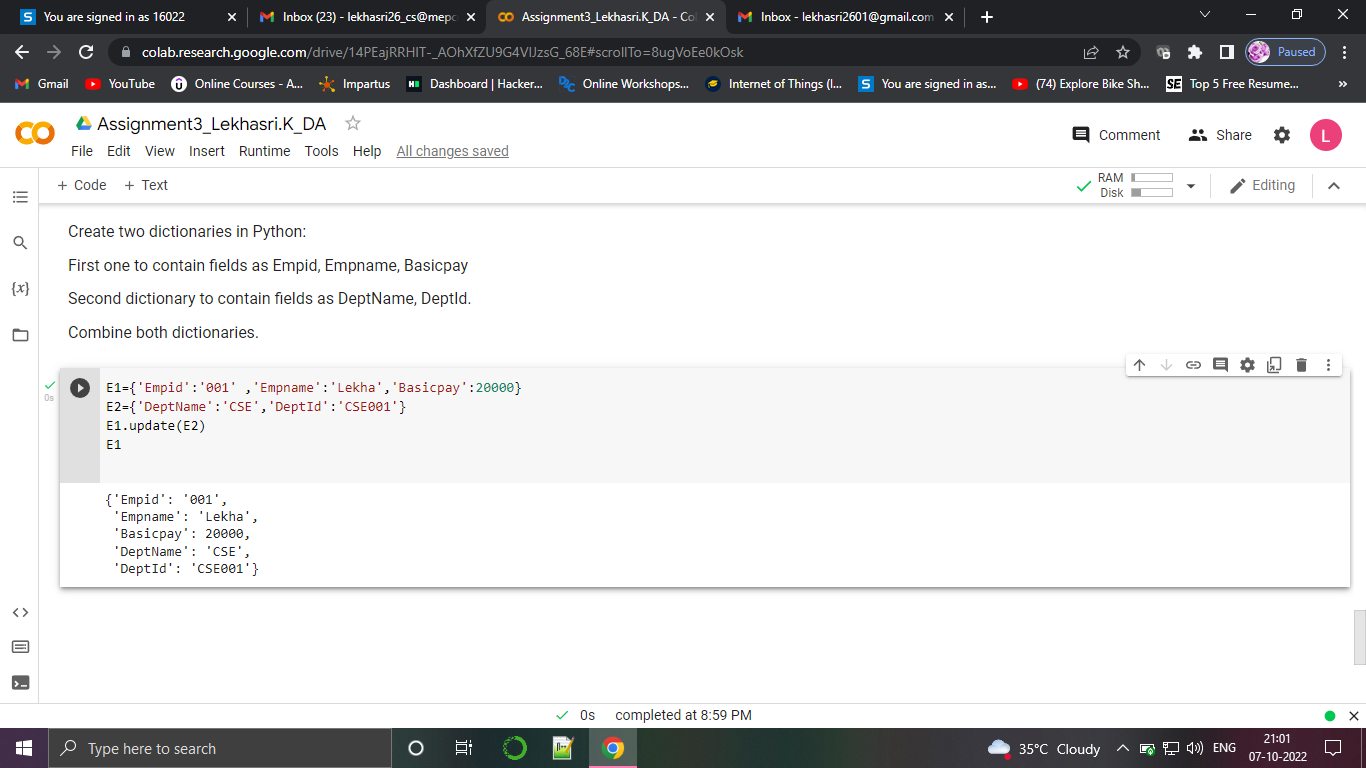 You are signed in as 16022
Inbox (23) - lekhasri26_cs@mepc
Assignment3_Lekhasri.K_DA - Col
Inbox - lekhasri2601@gmail.com
colab.research.google.com/drive/14PEajRRHIT-_AOhXfZU9G4VIJzsG_68E#scrollTo=8ugVoEe0kOsk
Paused
Gmail YouTube Online Courses - A... Impartus Dashboard | Hacker... Online Workshops... Internet of Things (I... You are signed in as... (74) Explore Bike Sh... Top 5 Free Resume... »
Assignment3_Lekhasri.K_DA
Comment Share L
File Edit View Insert Runtime Tools Help All changes saved
+ Code + Text
RAM
Disk
Editing
Create two dictionaries in Python:
First one to contain fields as Empid, Empname, Basicpay
Second dictionary to contain fields as DeptName, DeptId.
Combine both dictionaries.
0s
E1={'Empid':'001' ,'Empname':'Lekha','Basicpay':20000}
E2={'DeptName':'CSE','DeptId':'CSE001'}
E1.update(E2)
E1
{'Empid': '001',
'Empname': 'Lekha',
'Basicpay': 20000,
'DeptName': 'CSE',
'DeptId': 'CSE001'}
0s completed at 8:59 PM
Type here to search
35°C Cloudy
ENG
21:01
07-10-2022